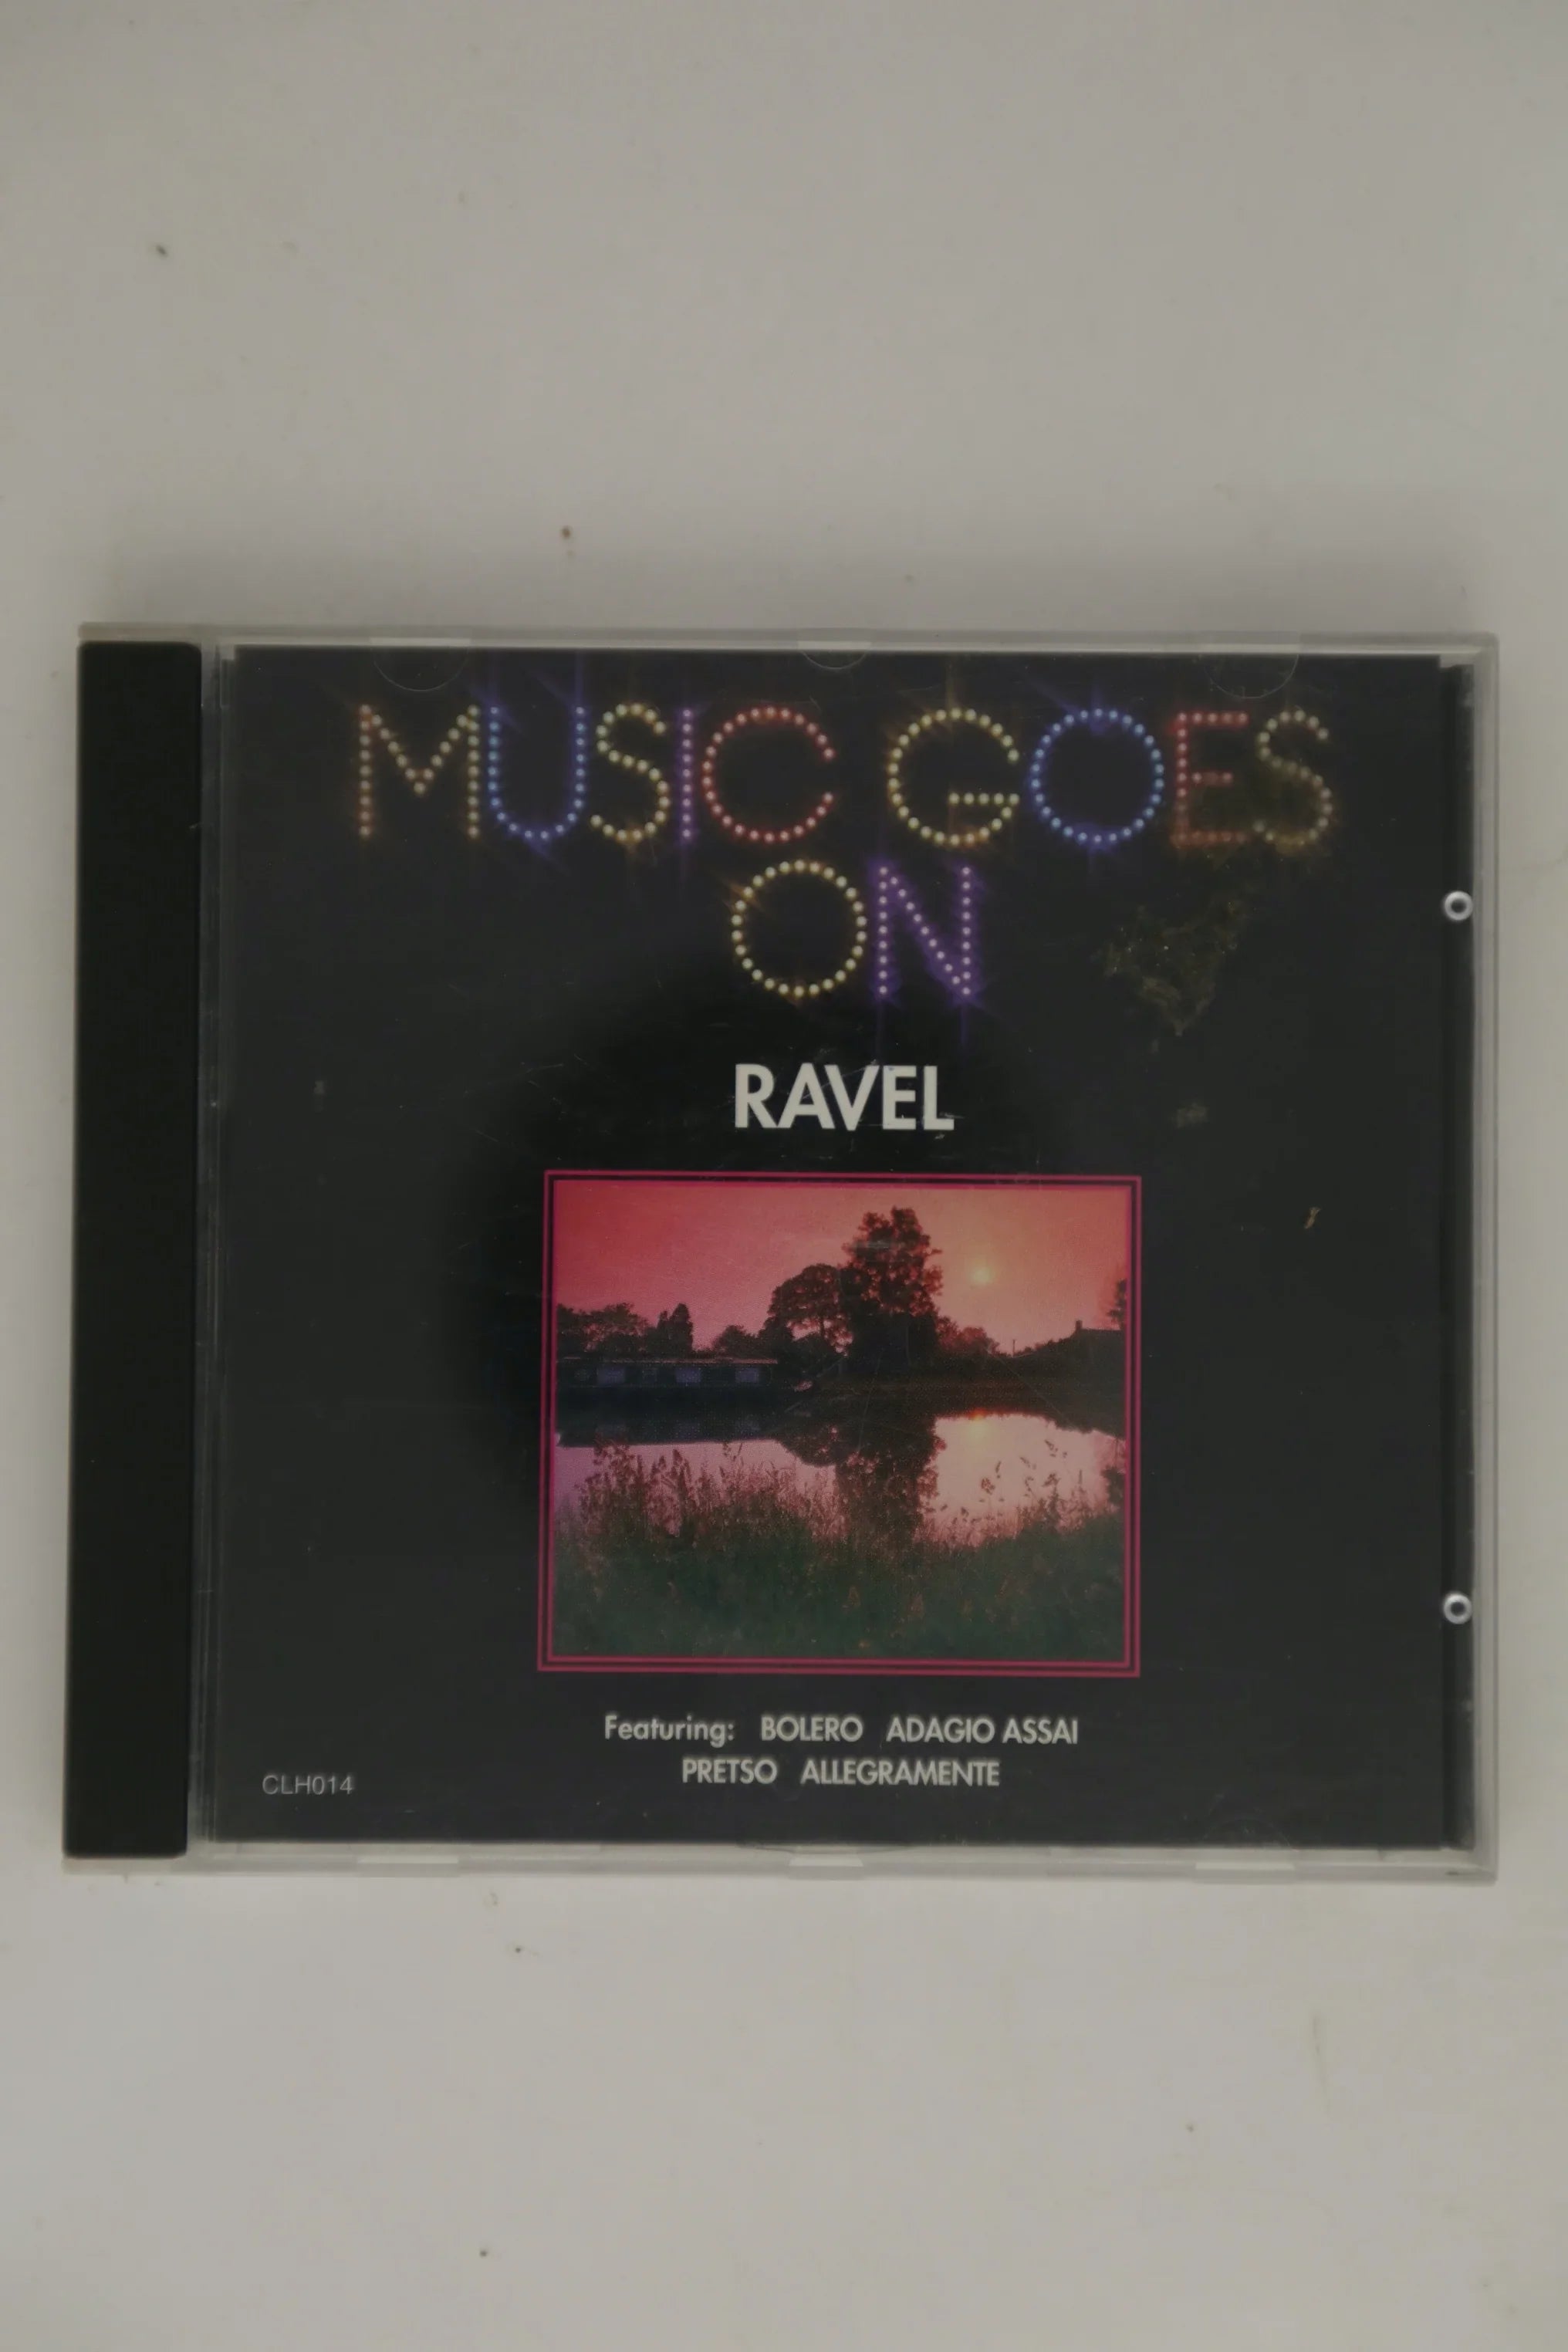 MUSIC GOES
ON
RAVEL
Featuring: BOLERO ADAGIO ASSAI
PRETSO ALLEGRAMENTE
CLH014